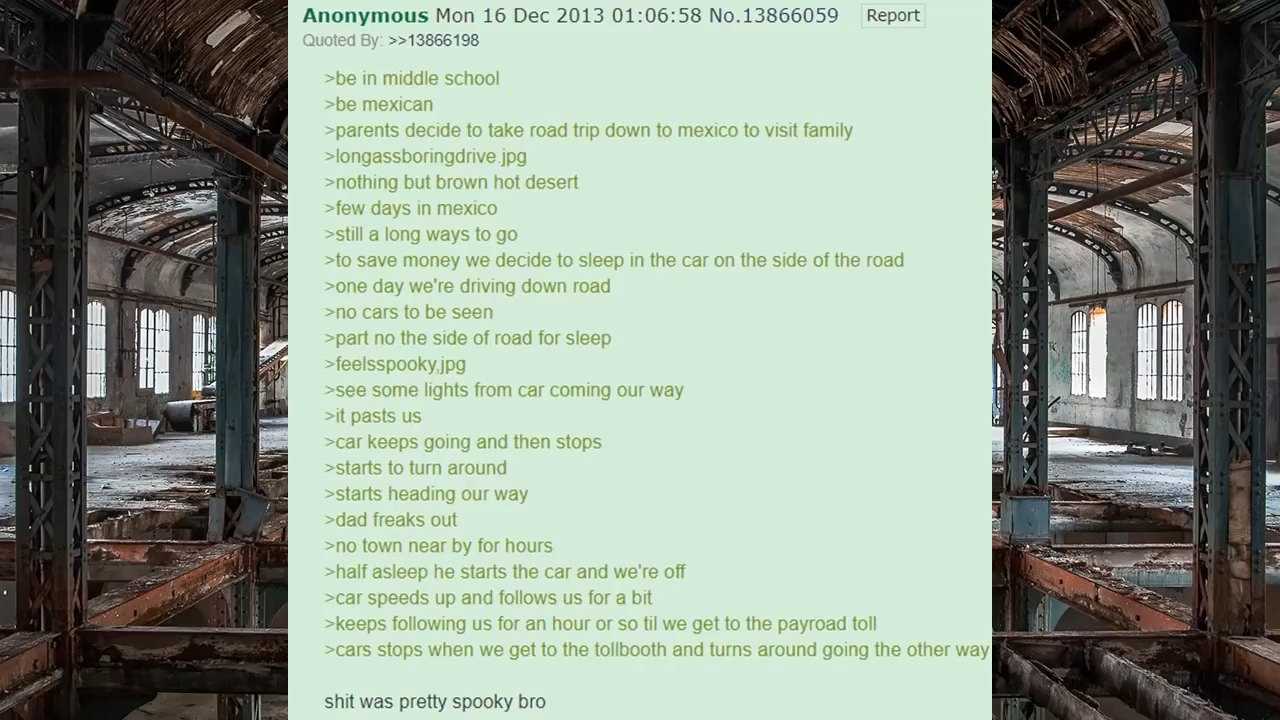 Anonymous Mon 16 Dec 2013 01:06:58 No.13866059 Report
Quoted By: >>13866198
>be in middle school
>be mexican
>parents decide to take road trip down to mexico to visit family
>longassboringdrive.jpg
>nothing but brown hot desert
>few days in mexico
>still a long ways to go
>to save money we decide to sleep in the car on the side of the road
>one day we're driving down road
>no cars to be seen
>part no the side of road for sleep
>feelsspooky,jpg
>see some lights from car coming our way
>it pasts us
>car keeps going and then stops
>starts to turn around
>starts heading our way
>dad freaks out
>no town near by for hours
>half asleep he starts the car and we're off
>car speeds up and follows us for a bit
>keeps following us for an hour or so til we get to the payroad toll
>cars stops when we get to the tollbooth and turns around going the other way
shit was pretty spooky bro